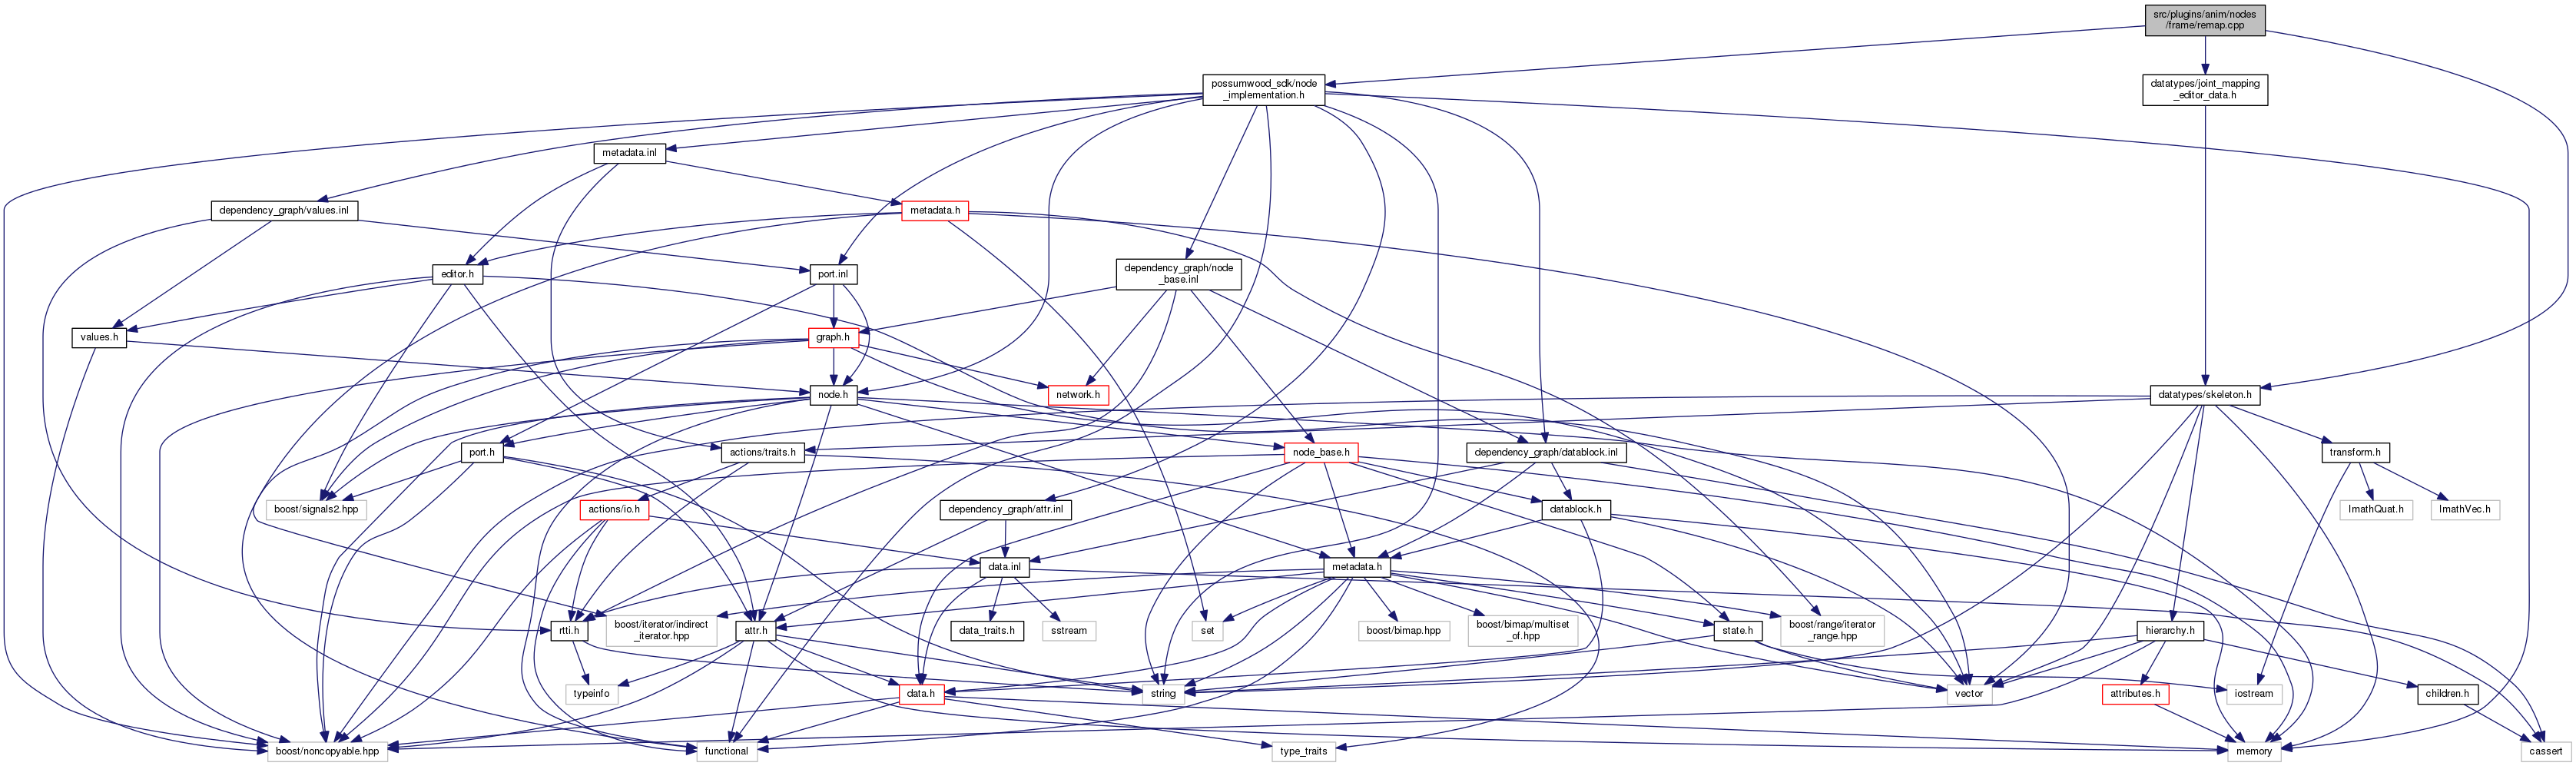 src/plugins/anim/nodes
/frame/remap.cpp
possumwood_sdk/node
_implementation.h
datatypes/joint_mapping
_editor_data.h
metadata.inl
dependency_graph/values.inl
metadata.h
editor.h
port.inl
dependency_graph/node
_base.inl
values.h
graph.h
network.h
node.h
datatypes/skeleton.h
port.h
actions/traits.h
node_base.h
dependency_graph/datablock.inl
transform.h
boost/signals2.hpp
actions/io.h
dependency_graph/attr.inl
datablock.h
ImathQuat.h
ImathVec.h
data.inl
metadata.h
rtti.h
boost/iterator/indirect
_iterator.hpp
attr.h
data_traits.h
sstream
set
boost/bimap.hpp
boost/bimap/multiset
_of.hpp
state.h
boost/range/iterator
_range.hpp
hierarchy.h
typeinfo
data.h
string
vector
iostream
attributes.h
children.h
boost/noncopyable.hpp
functional
type_traits
memory
cassert